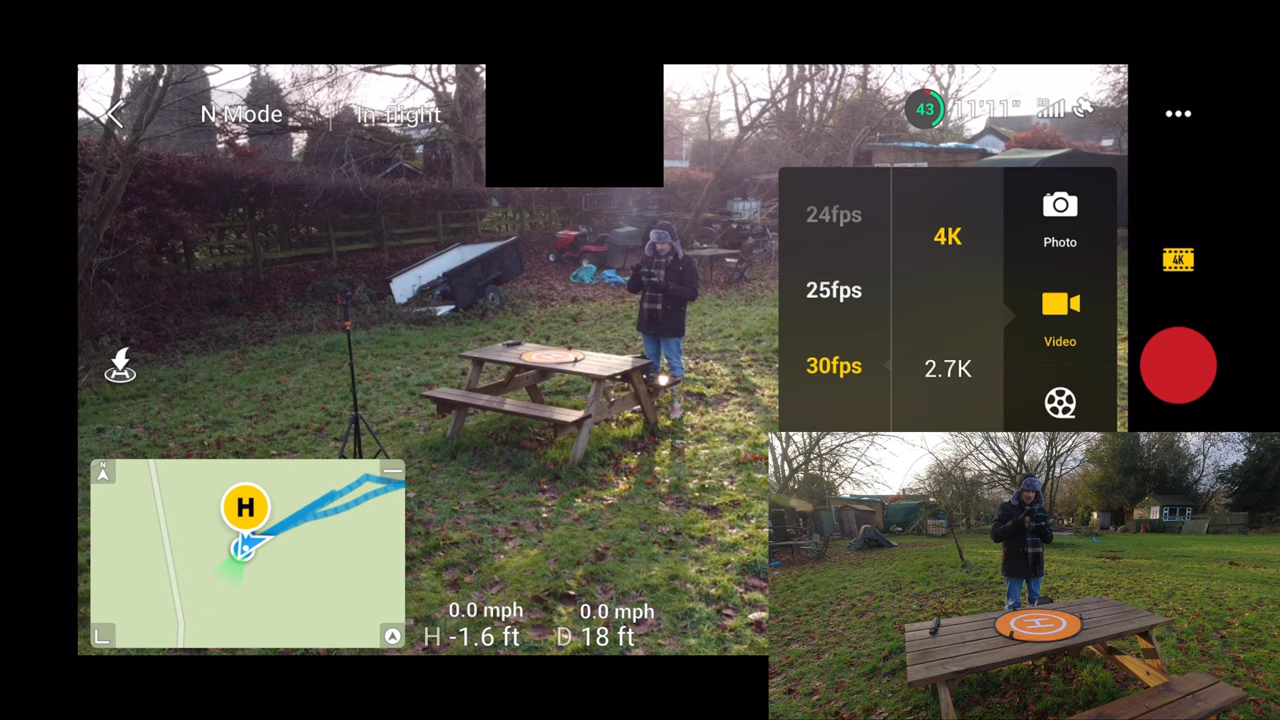 N Mode | In-flight
43 11'11" RC
24fps
25fps
30fps
4K
2.7K
Photo
Video
4K
N
H
0.0 mph 0.0 mph
H -1.6 ft D 18 ft
H
H